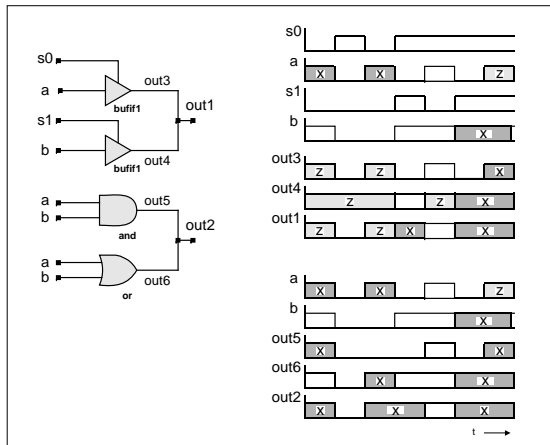 s0
a
bufif1
out3
s1
b
bufif1
out4
out1
a
b
and
out5
a
b
or
out6
out2
s0
a X X Z
s1
b X
out3 Z Z X
out4 Z Z X
out1 Z Z X X
a X X Z
b X
out5 X X
out6 X X
out2 X X X
t